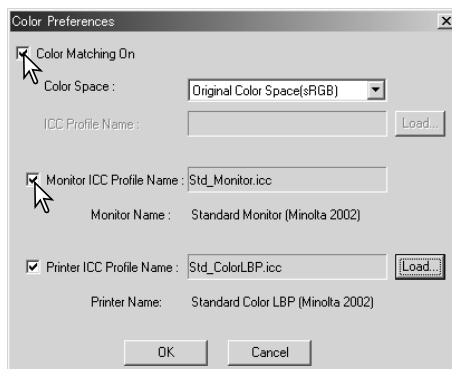 Color Preferences
Color Matching On
Color Space : Original Color Space(sRGB)
ICC Profile Name : Load...
Monitor ICC Profile Name : Std_Monitor.icc
Monitor Name : Standard Monitor (Minolta 2002)
Printer ICC Profile Name : Std_ColorLBP.icc Load...
Printer Name: Standard Color LBP (Minolta 2002)
OK Cancel